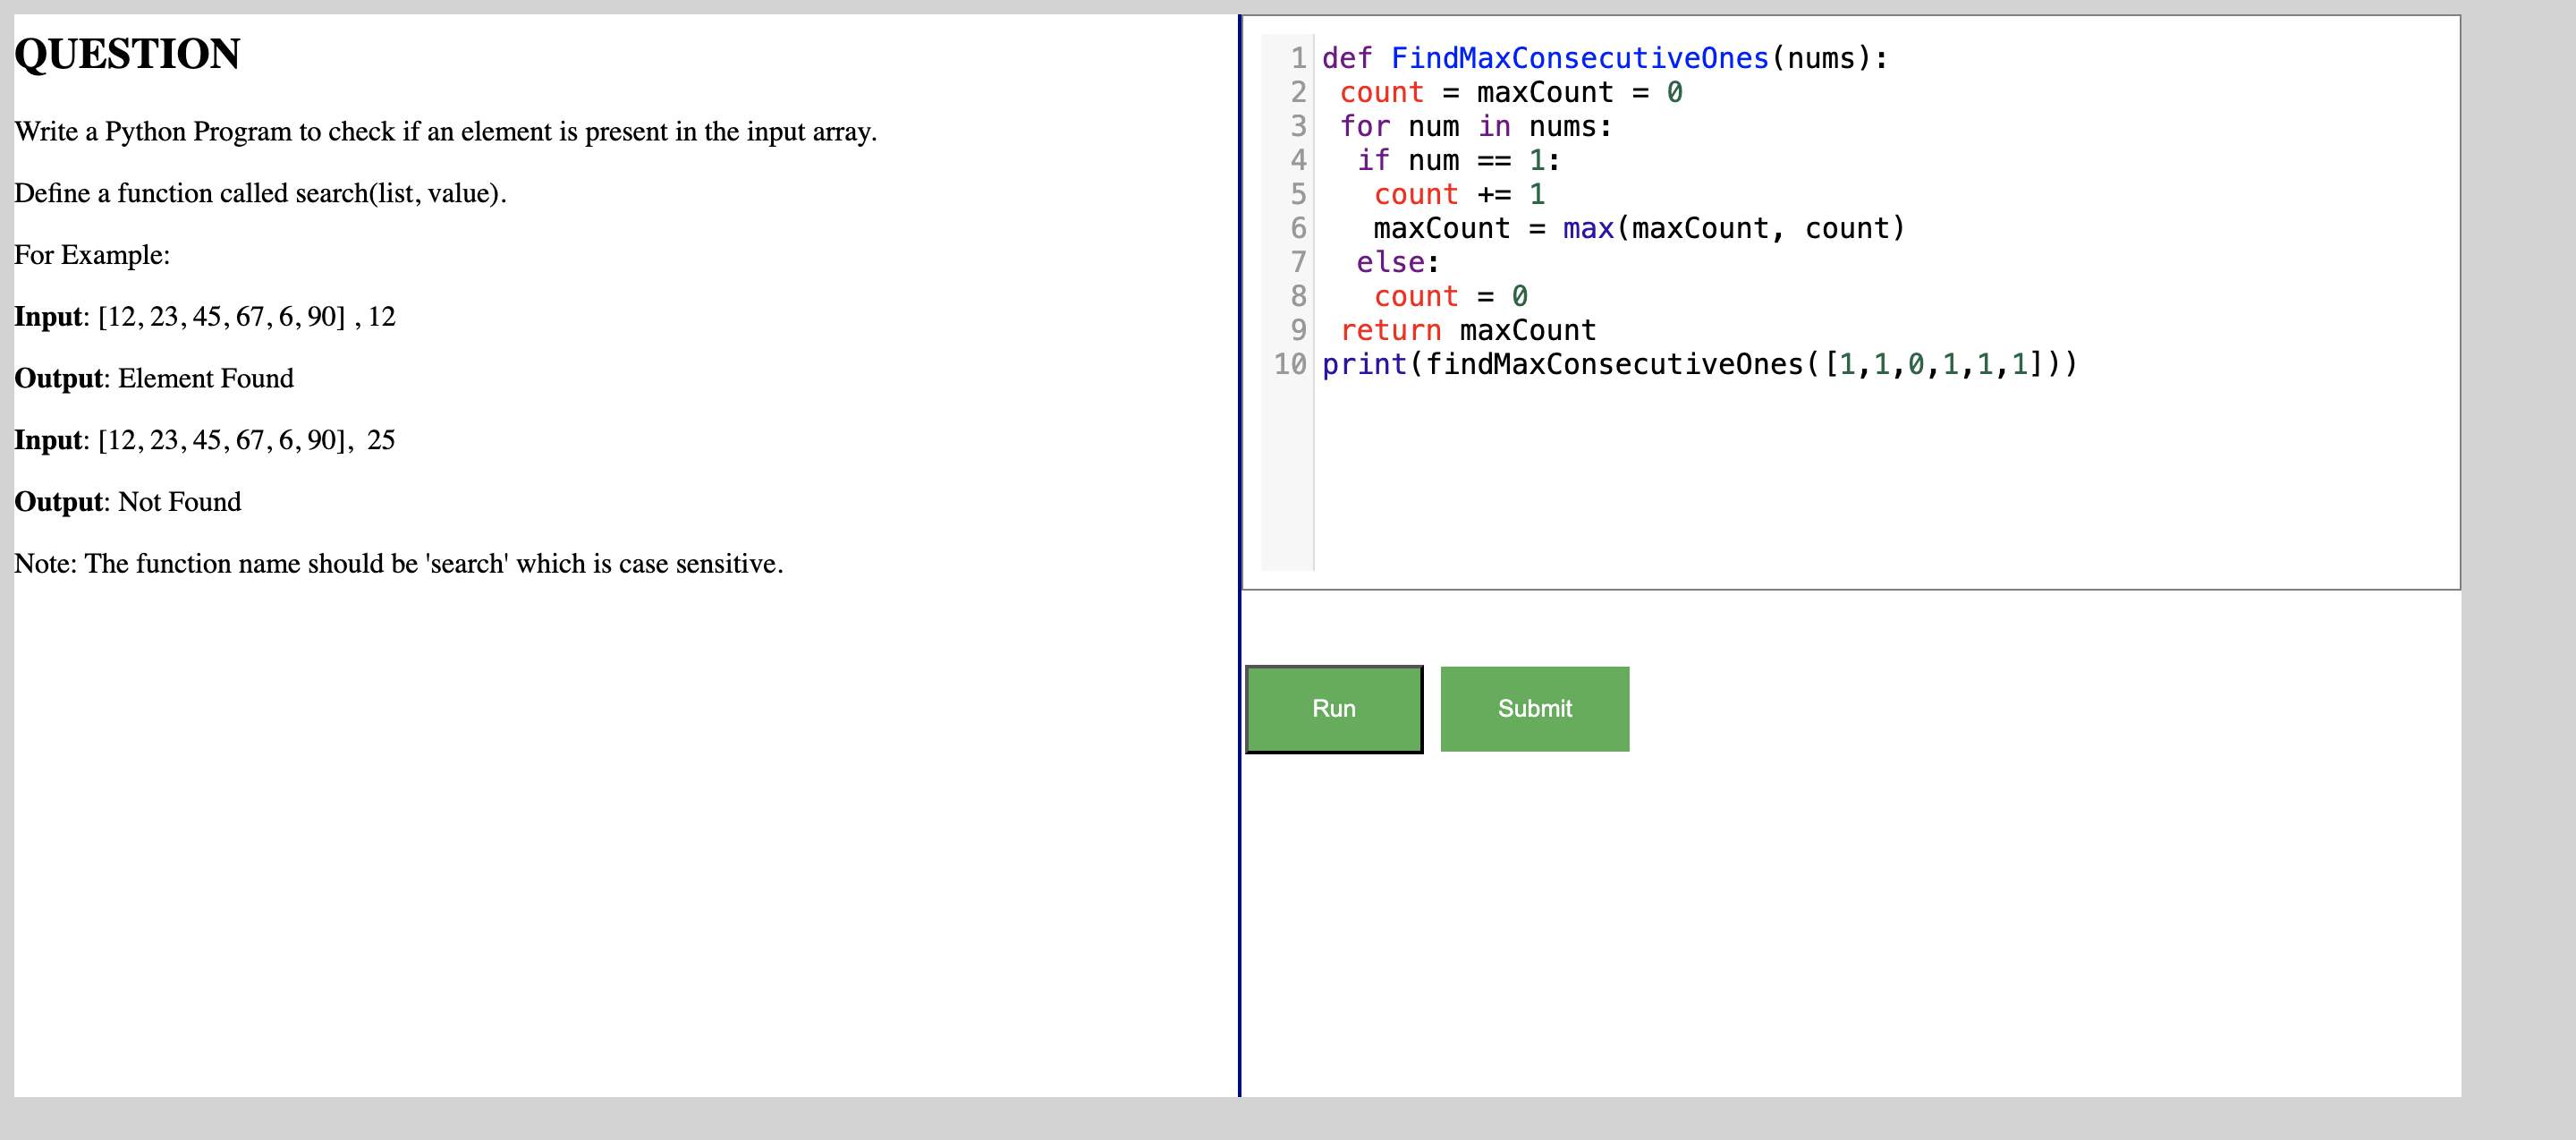 QUESTION
Write a Python Program to check if an element is present in the input array.
Define a function called search(list, value).
For Example:
Input: [12, 23, 45, 67, 6, 90] , 12
Output: Element Found
Input: [12, 23, 45, 67, 6, 90],  25
Output: Not Found
Note: The function name should be 'search' which is case sensitive.
1 def FindMaxConsecutiveOnes(nums):
2  count = maxCount = 0
3  for num in nums:
4   if num == 1:
5    count += 1
6    maxCount = max(maxCount, count)
7   else:
8    count = 0
9  return maxCount
10 print(findMaxConsecutiveOnes([1,1,0,1,1,1]))
Run Submit